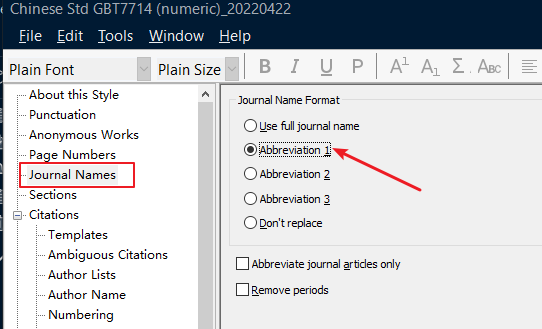 Chinese Std GBT7714 (numeric)_20220422
File Edit Tools Window Help
Plain Font Plain Size B I U P A1 A1 Σ ABC
About this Style
Punctuation
Anonymous Works
Page Numbers
Journal Names
Sections
Citations
Templates
Ambiguous Citations
Author Lists
Author Name
Numbering
Journal Name Format
Use full journal name
Abbreviation 1
Abbreviation 2
Abbreviation 3
Don't replace
Abbreviate journal articles only
Remove periods